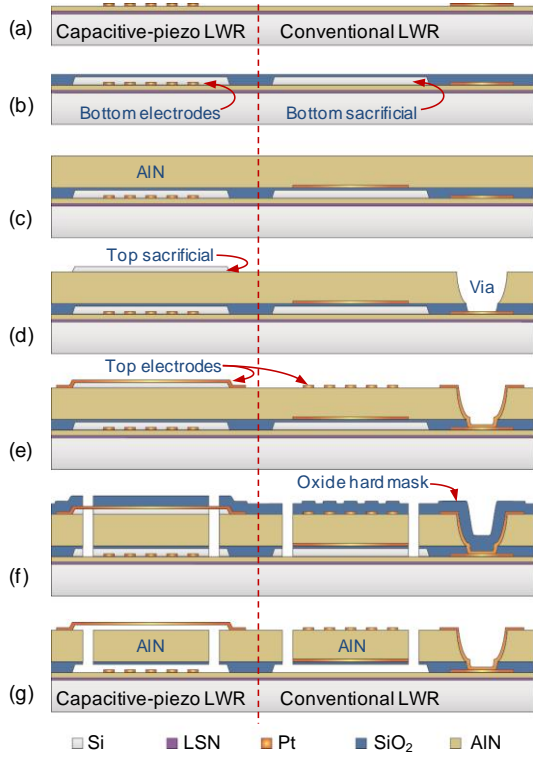 (a)
Capacitive-piezo LWR Conventional LWR
(b)
Bottom electrodes Bottom sacrificial
AlN
(c)
Top sacrificial
Via
(d)
Top electrodes
(e)
Oxide hard mask
(f)
AlN AlN
(g)
Capacitive-piezo LWR Conventional LWR
Si LSN Pt SiO₂ AlN